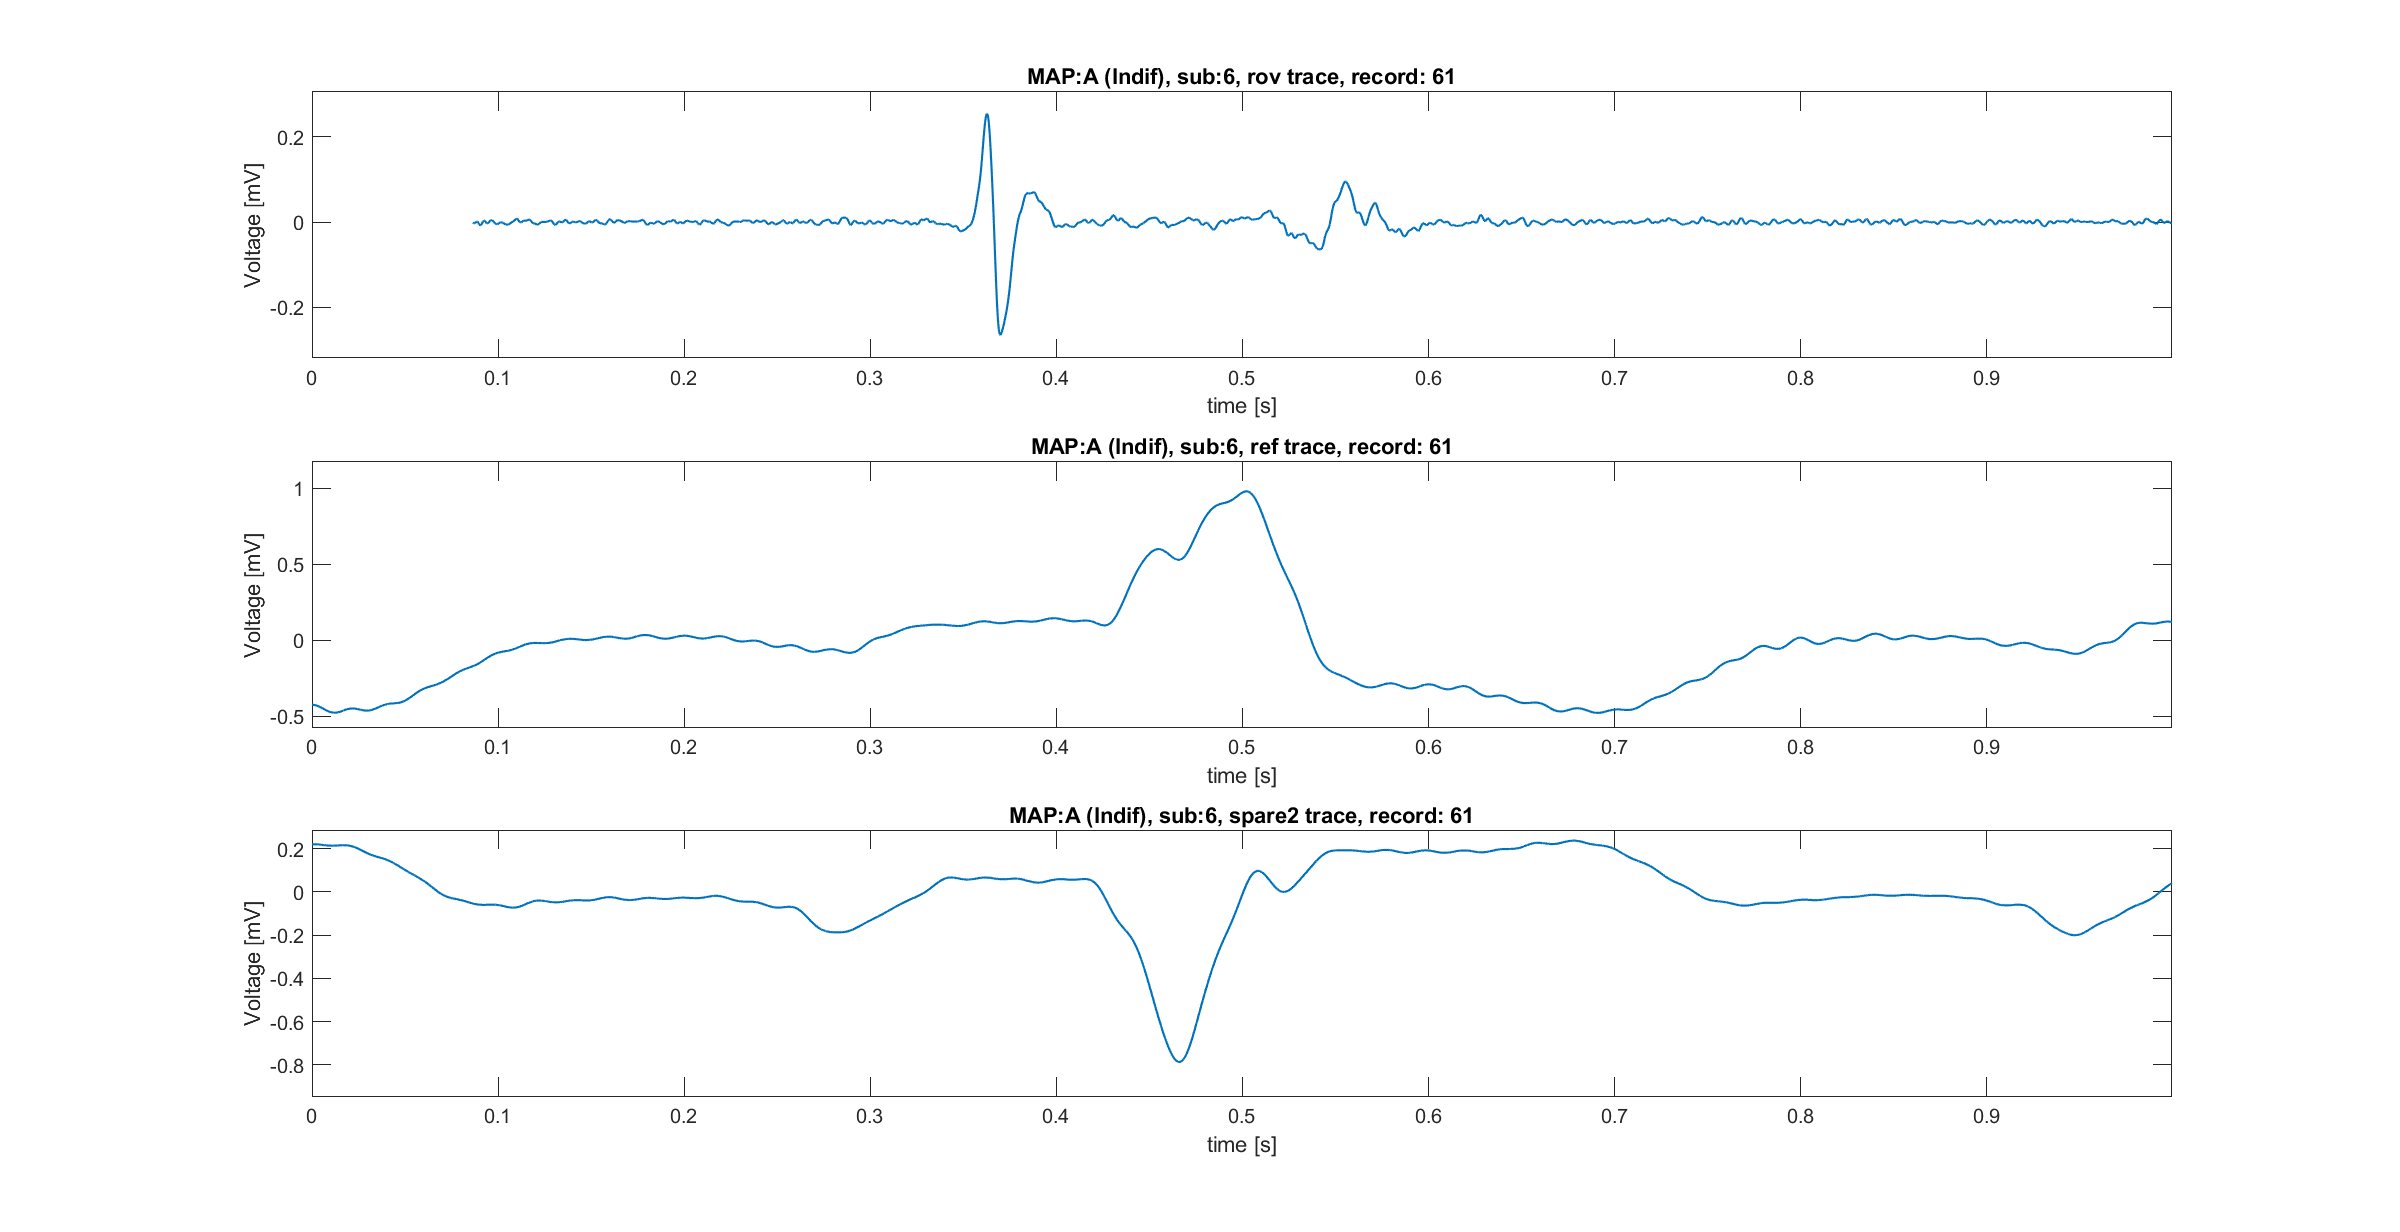 MAP:A (Indif), sub:6, rov trace, record: 61
Voltage [mV]
0.2
0
-0.2
0 0.1 0.2 0.3 0.4 0.5 0.6 0.7 0.8 0.9
time [s]
MAP:A (Indif), sub:6, ref trace, record: 61
Voltage [mV]
1
0.5
0
-0.5
0 0.1 0.2 0.3 0.4 0.5 0.6 0.7 0.8 0.9
time [s]
MAP:A (Indif), sub:6, spare2 trace, record: 61
Voltage [mV]
0.2
0
-0.2
-0.4
-0.6
-0.8
0 0.1 0.2 0.3 0.4 0.5 0.6 0.7 0.8 0.9
time [s]